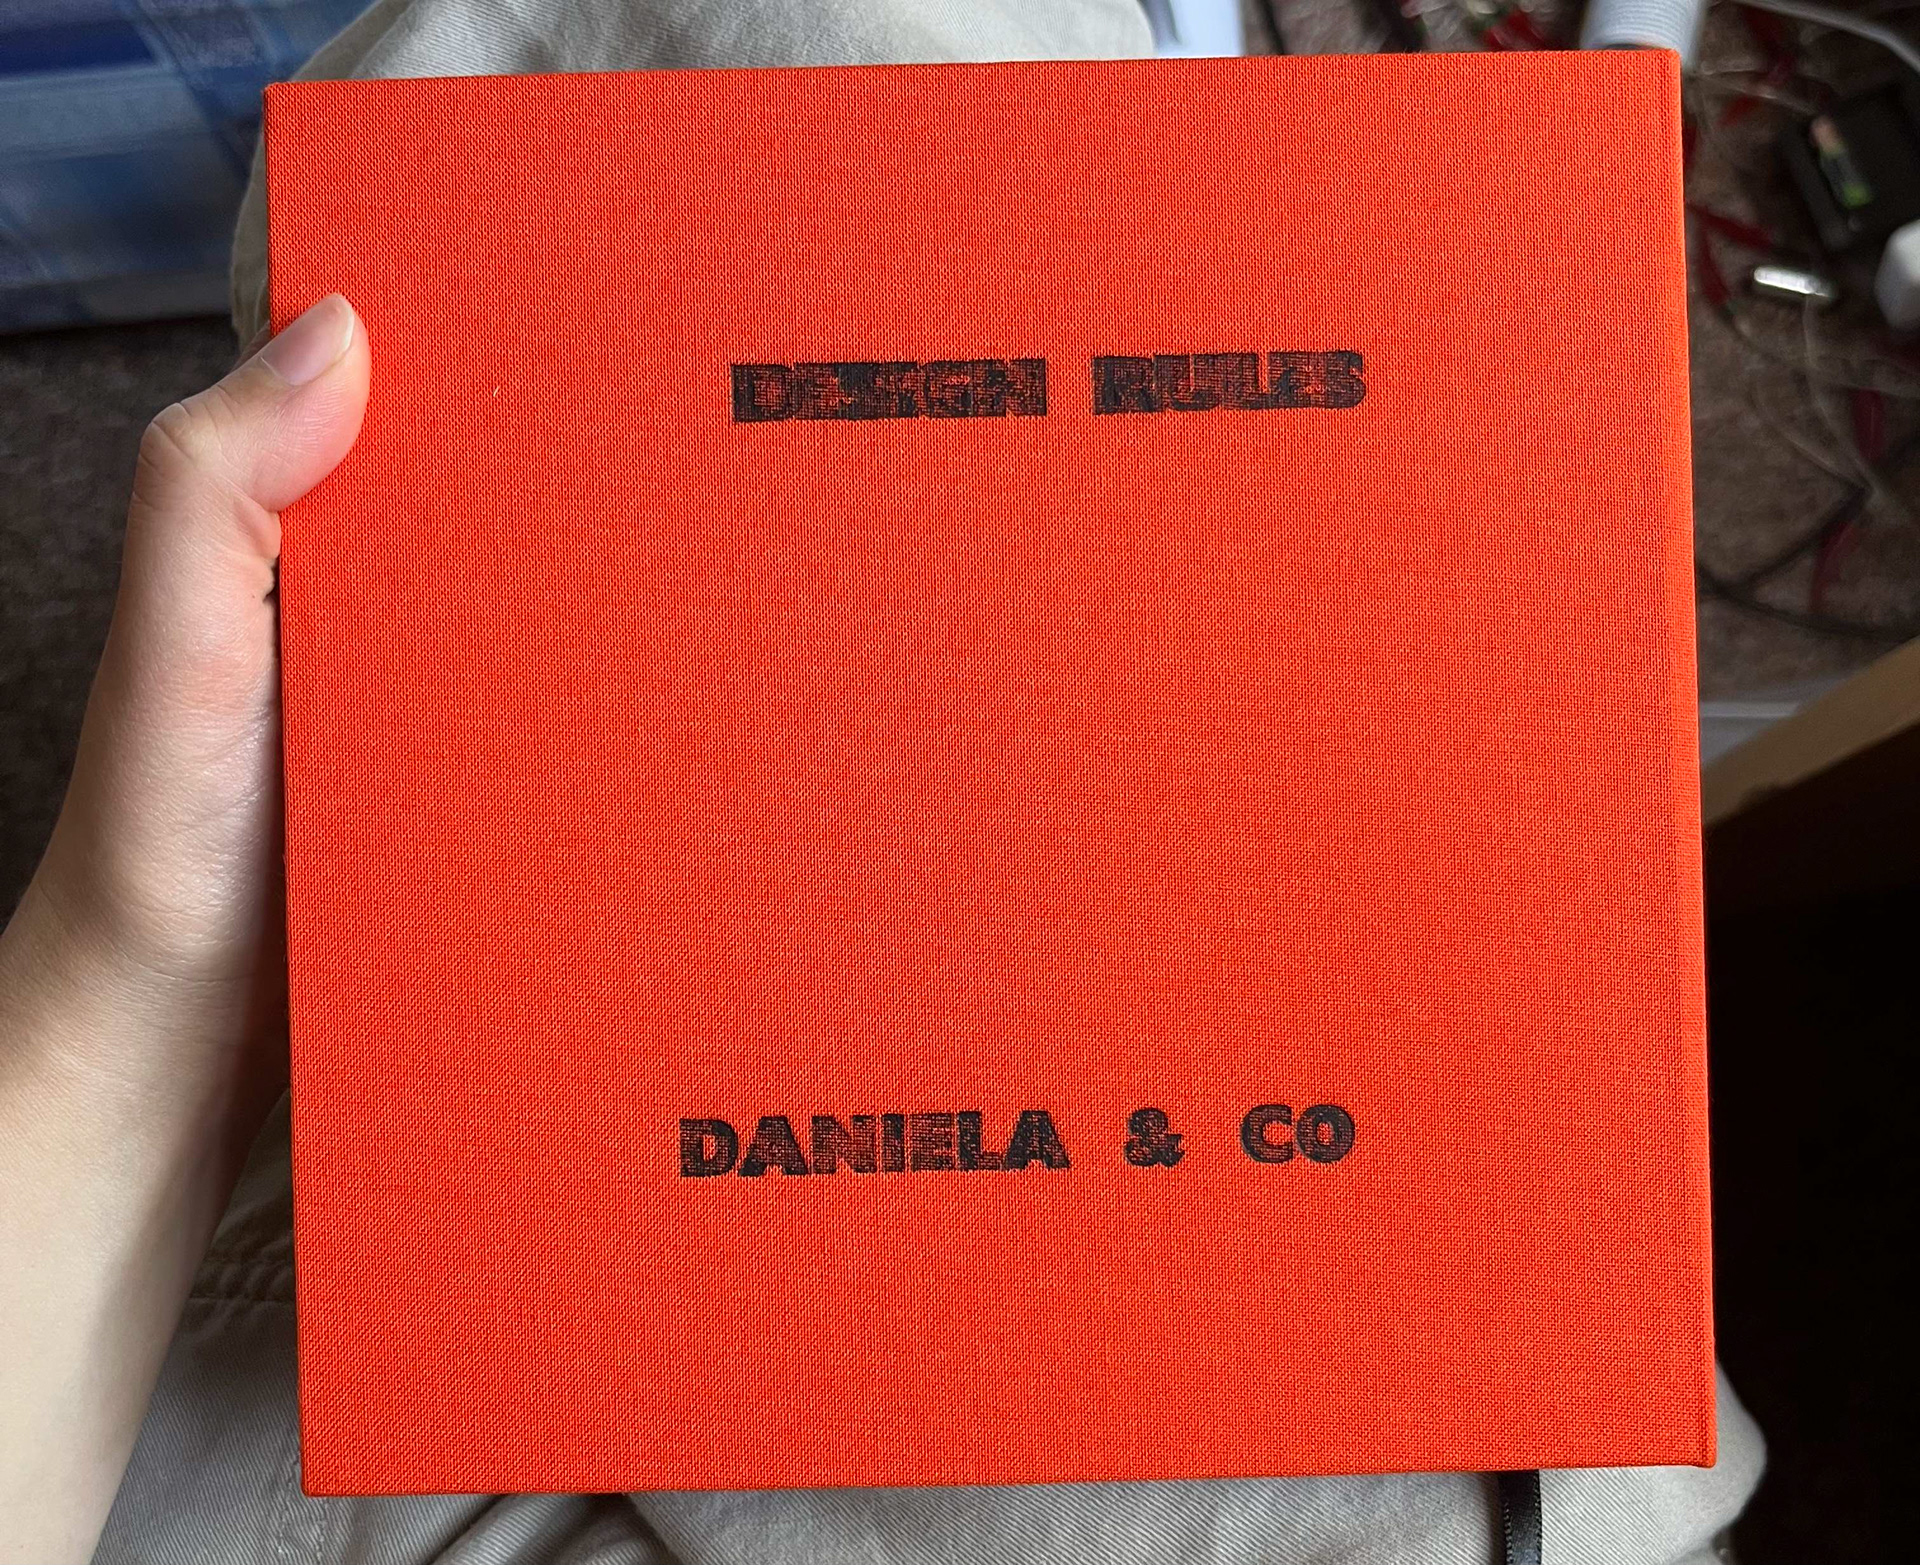 DESIGN RULES
DANIELA & CO